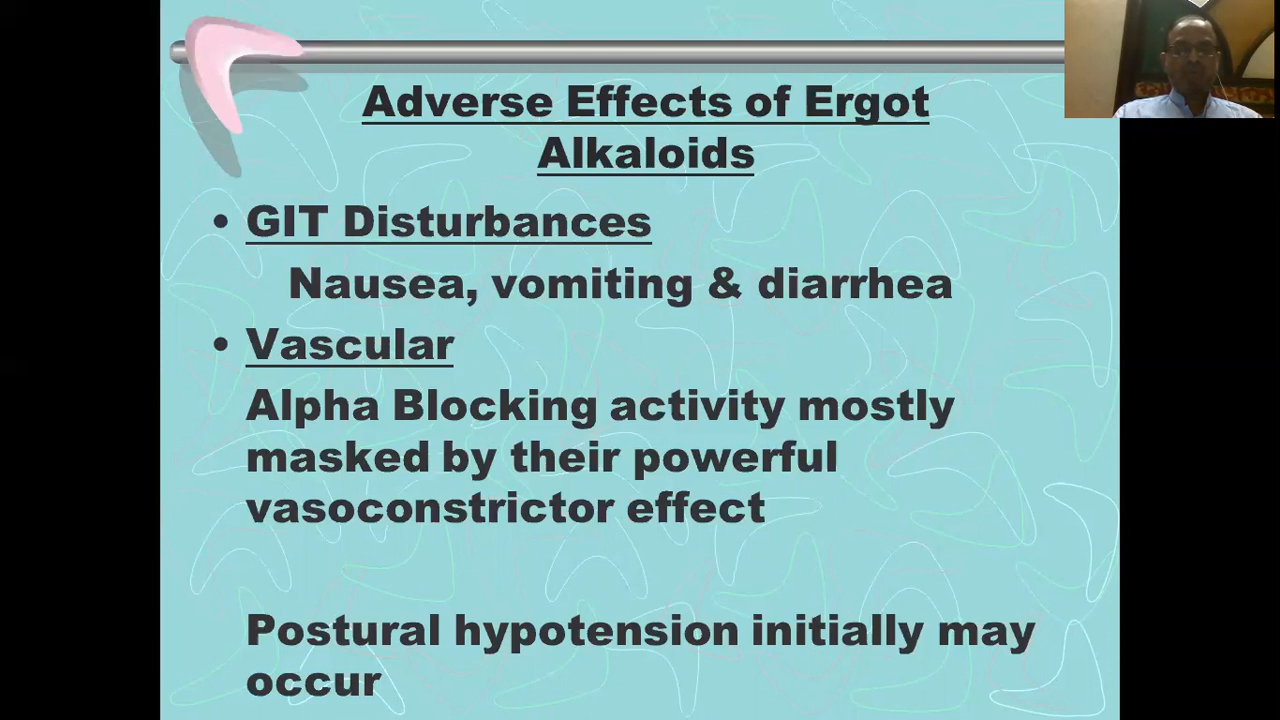 Adverse Effects of Ergot
Alkaloids
• GIT Disturbances
Nausea, vomiting & diarrhea
• Vascular
Alpha Blocking activity mostly
masked by their powerful
vasoconstrictor effect
Postural hypotension initially may
occur